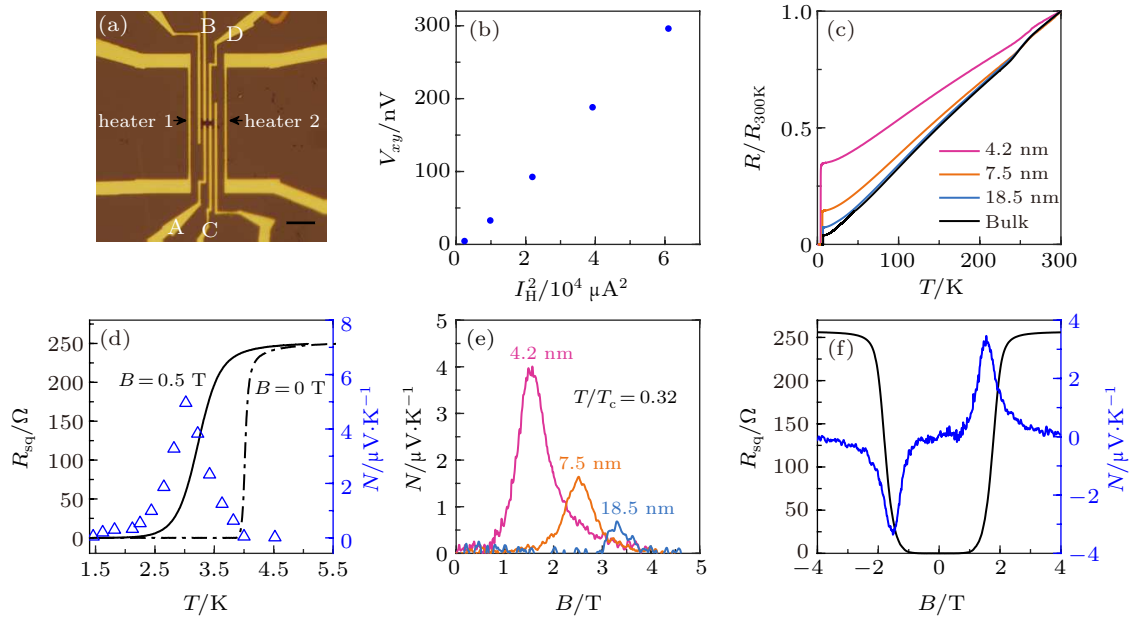 (a)
B
D
heater 1
heater 2
A
C
(b)
300
200
100
0
V_xy/nV
0
2
4
6
I_H^2/10^4 μA^2
(c)
1.0
0.5
0
R/R_300K
4.2 nm
7.5 nm
18.5 nm
Bulk
0
100
200
300
T/K
(d)
250
200
150
100
50
0
R_sq/Ω
B=0.5 T
B=0 T
8
6
4
2
0
N/μV·K^-1
1.5
2.5
3.5
4.5
5.5
T/K
(e)
5
4
3
2
1
0
N/μV·K^-1
4.2 nm
T/T_c=0.32
7.5 nm
18.5 nm
0
1
2
3
4
5
B/T
(f)
250
200
150
100
50
0
R_sq/Ω
4
2
0
−2
−4
N/μV·K^-1
−4
−2
0
2
4
B/T